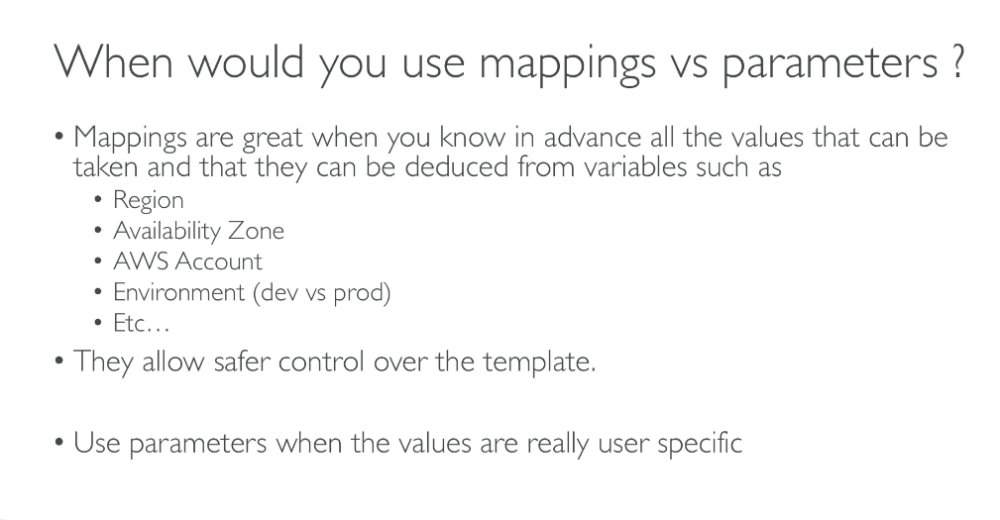 When would you use mappings vs parameters ?
• Mappings are great when you know in advance all the values that can be
taken and that they can be deduced from variables such as
• Region
• Availability Zone
• AWS Account
• Environment (dev vs prod)
• Etc…
• They allow safer control over the template.
• Use parameters when the values are really user specific